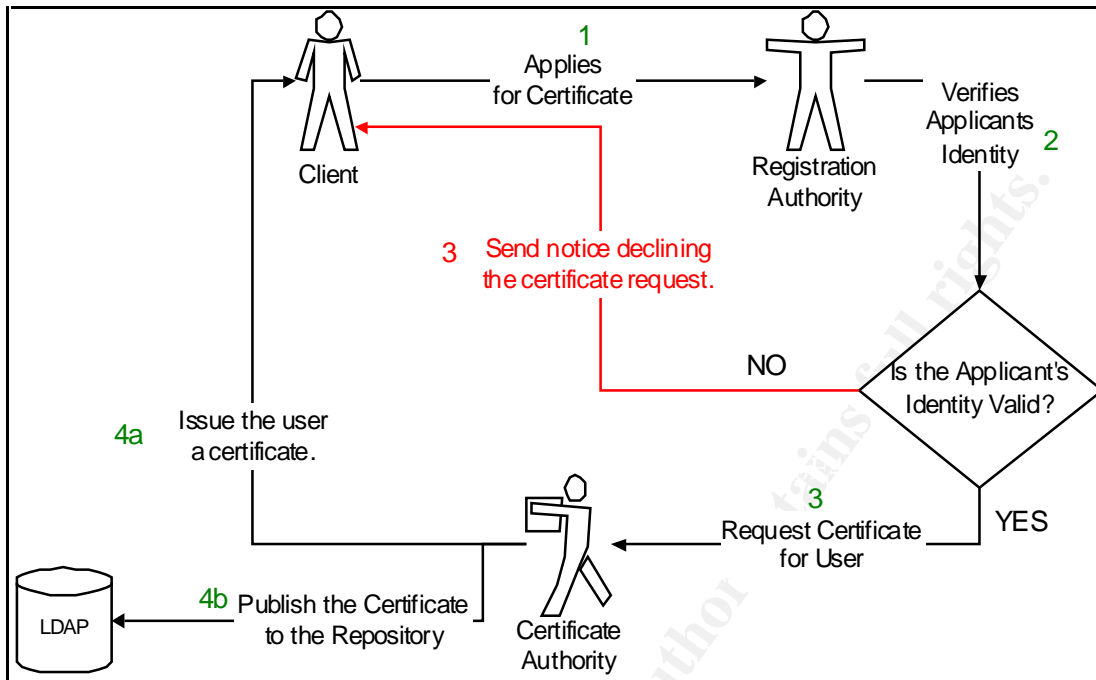 1
Applies
for Certificate
Client
Registration
Authority
Verifies
Applicants
Identity
2
3
Send notice declining
the certificate request.
NO
Is the Applicant's
Identity Valid?
YES
3
Request Certificate
for User
4a
Issue the user
a certificate.
Certificate
Authority
4b
Publish the Certificate
to the Repository
LDAP
rights.